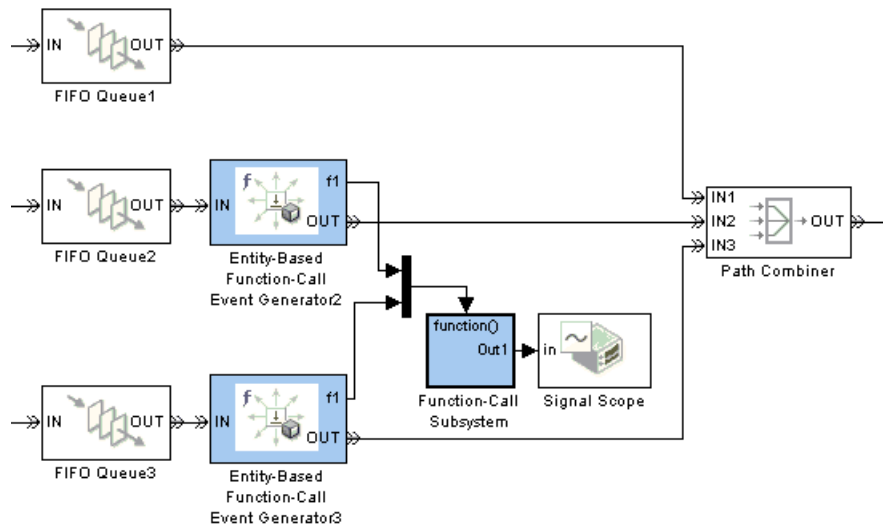 IN OUT
FIFO Queue1
IN OUT
FIFO Queue2
f
f1
IN
OUT
Entity-Based
Function-Call
Event Generator2
IN1
IN2
IN3
OUT
Path Combiner
function()
Out1
Function-Call
Subsystem
in
Signal Scope
IN OUT
FIFO Queue3
f
f1
IN
OUT
Entity-Based
Function-Call
Event Generator3